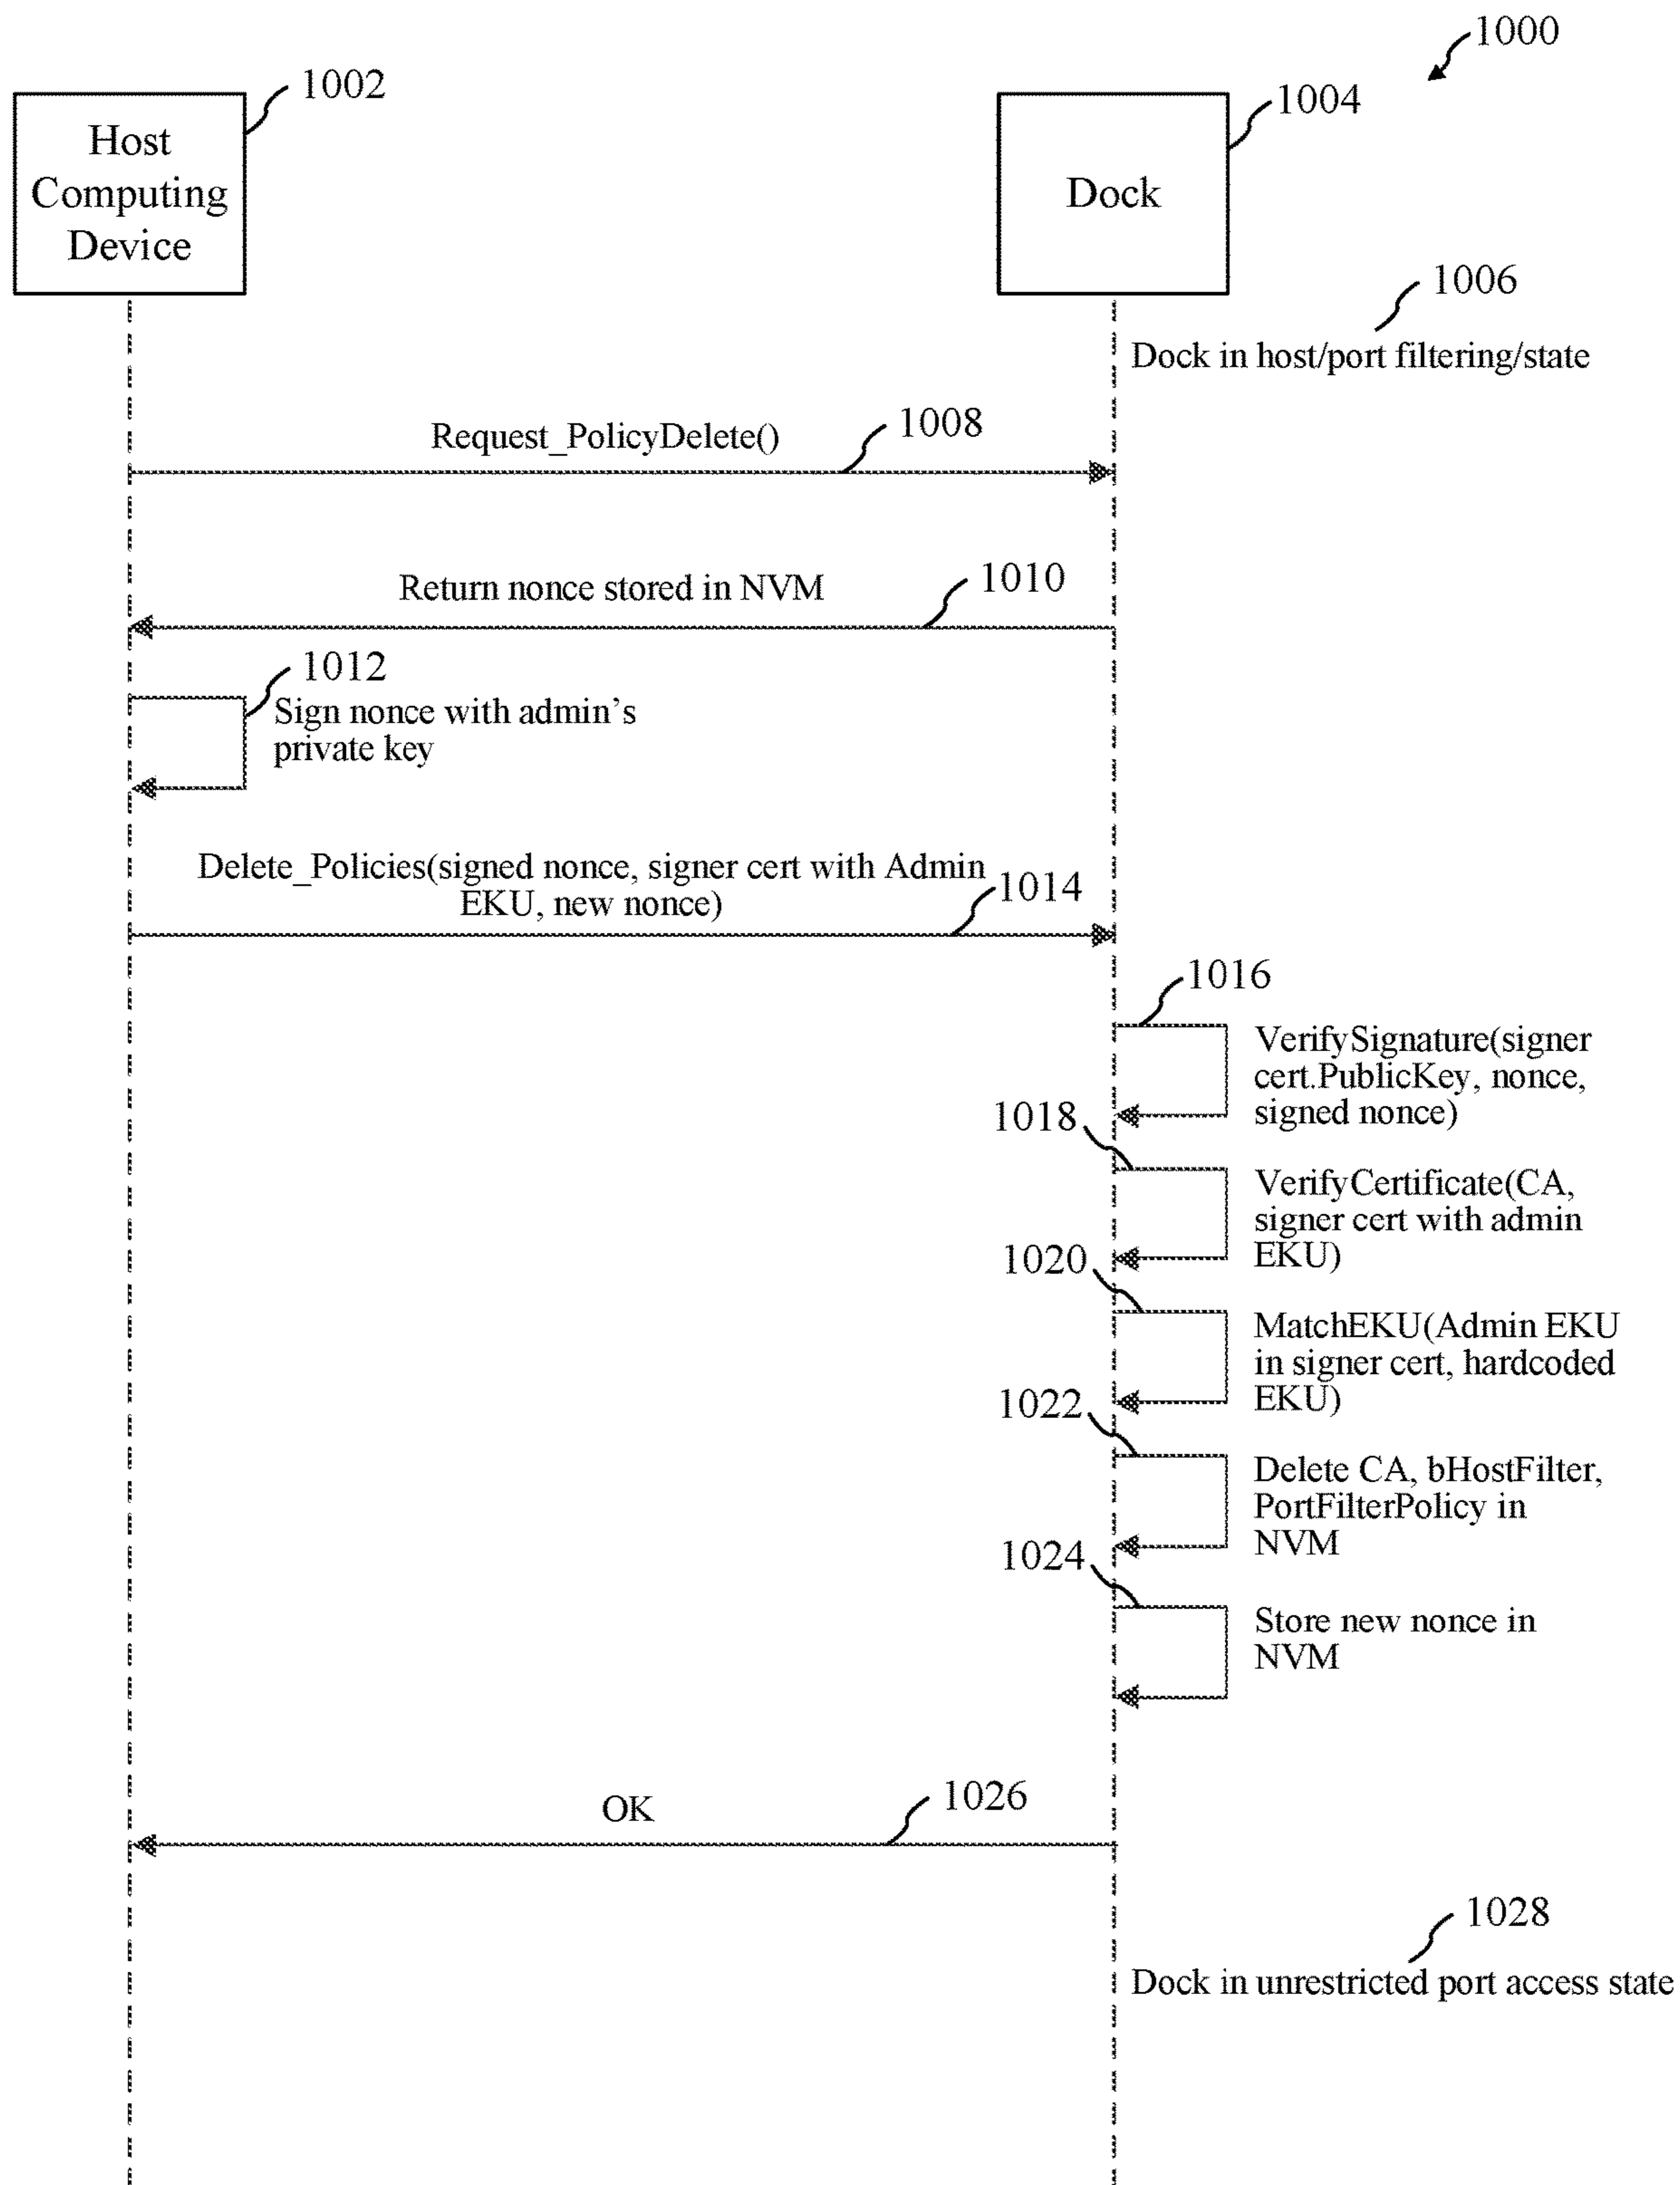 1000
1002
1004
Host
Computing
Device
Dock
1006
Dock in host/port filtering/state
1008
Request_PolicyDelete()
1010
Return nonce stored in NVM
1012
Sign nonce with admin's
private key
Delete_Policies(signed nonce, signer cert with Admin
EKU, new nonce)
1014
1016
VerifySignature(signer
cert.PublicKey, nonce,
signed nonce)
1018
VerifyCertificate(CA,
signer cert with admin
EKU)
1020
MatchEKU(Admin EKU
in signer cert, hardcoded
EKU)
1022
Delete CA, bHostFilter,
PortFilterPolicy in
NVM
1024
Store new nonce in
NVM
1026
OK
1028
Dock in unrestricted port access state